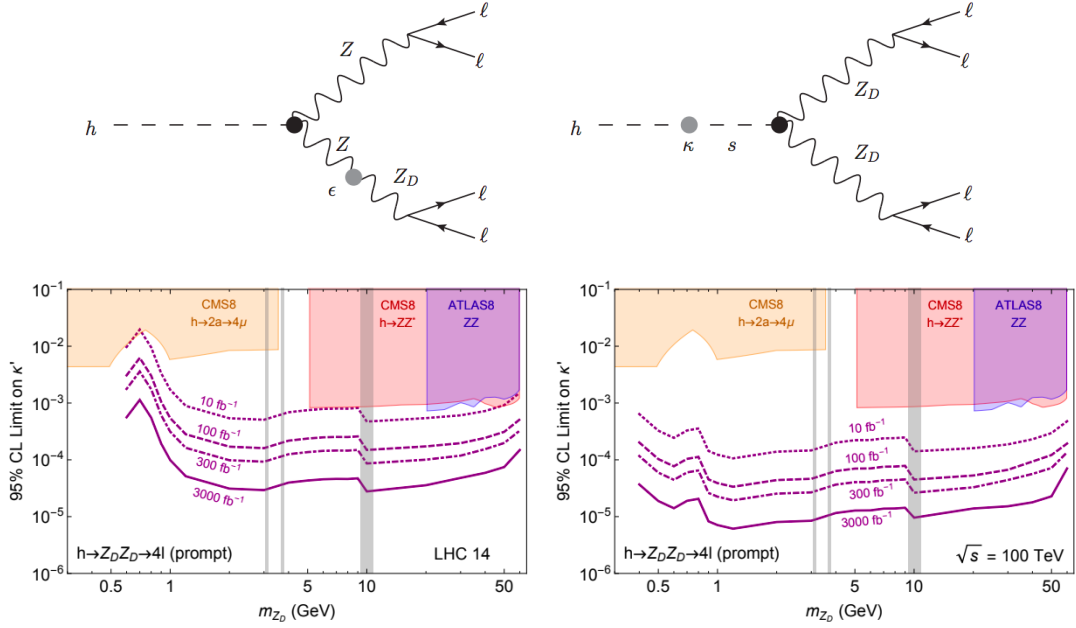 h
Z
Z
ϵ
Z_D
ℓ
ℓ
ℓ
ℓ
h
κ
s
Z_D
Z_D
ℓ
ℓ
ℓ
ℓ
95% CL Limit on κ'
10⁻¹
10⁻²
10⁻³
10⁻⁴
10⁻⁵
10⁻⁶
CMS8
h→2a→4μ
CMS8
h→ZZ*
ATLAS8
ZZ
10 fb⁻¹
100 fb⁻¹
300 fb⁻¹
3000 fb⁻¹
h→Z_DZ_D→4l (prompt)
LHC 14
0.5 1 5 10 50
m_{Z_D} (GeV)
95% CL Limit on κ'
10⁻¹
10⁻²
10⁻³
10⁻⁴
10⁻⁵
10⁻⁶
CMS8
h→2a→4μ
CMS8
h→ZZ*
ATLAS8
ZZ
10 fb⁻¹
100 fb⁻¹
300 fb⁻¹
3000 fb⁻¹
h→Z_DZ_D→4l (prompt)
√s = 100 TeV
0.5 1 5 10 50
m_{Z_D} (GeV)